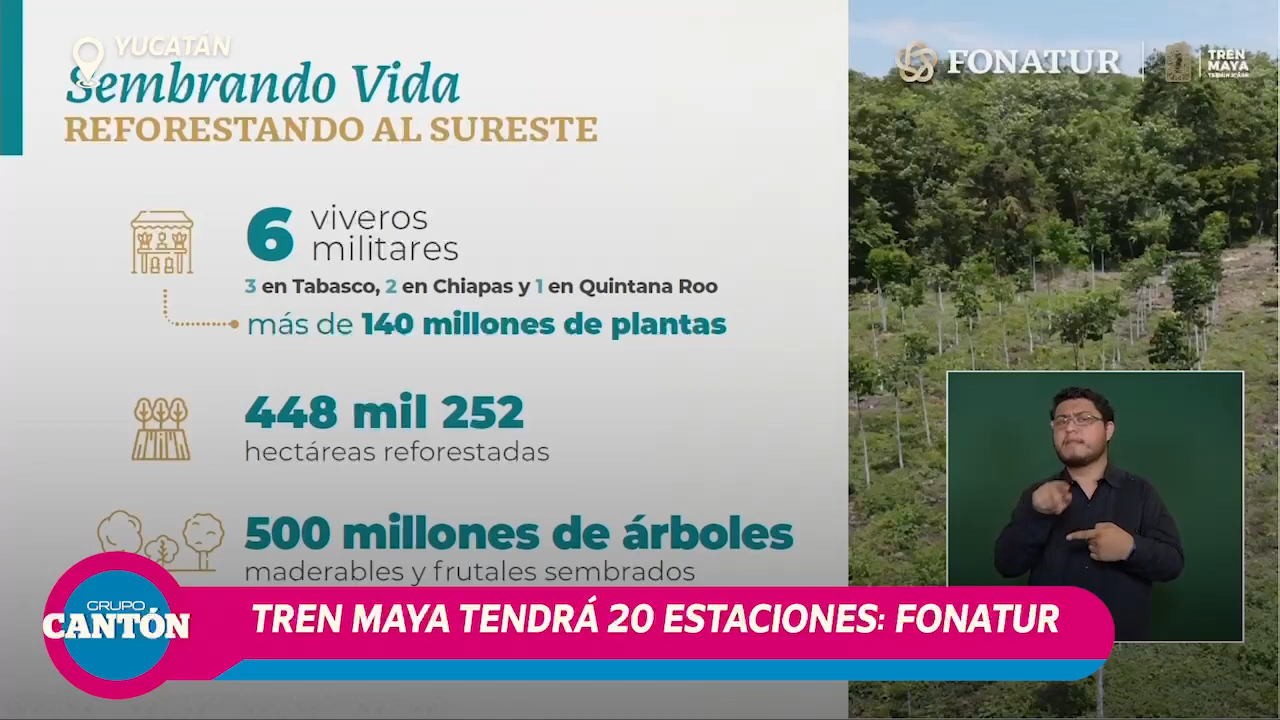 YUCATÁN
Sembrando Vida
REFORESTANDO AL SURESTE
FONATUR
TREN
MAYA
6 viveros
militares
3 en Tabasco, 2 en Chiapas y 1 en Quintana Roo
más de 140 millones de plantas
448 mil 252
hectáreas reforestadas
500 millones de árboles
maderables y frutales sembrados
GRUPO
CANTÓN
TREN MAYA TENDRÁ 20 ESTACIONES: FONATUR